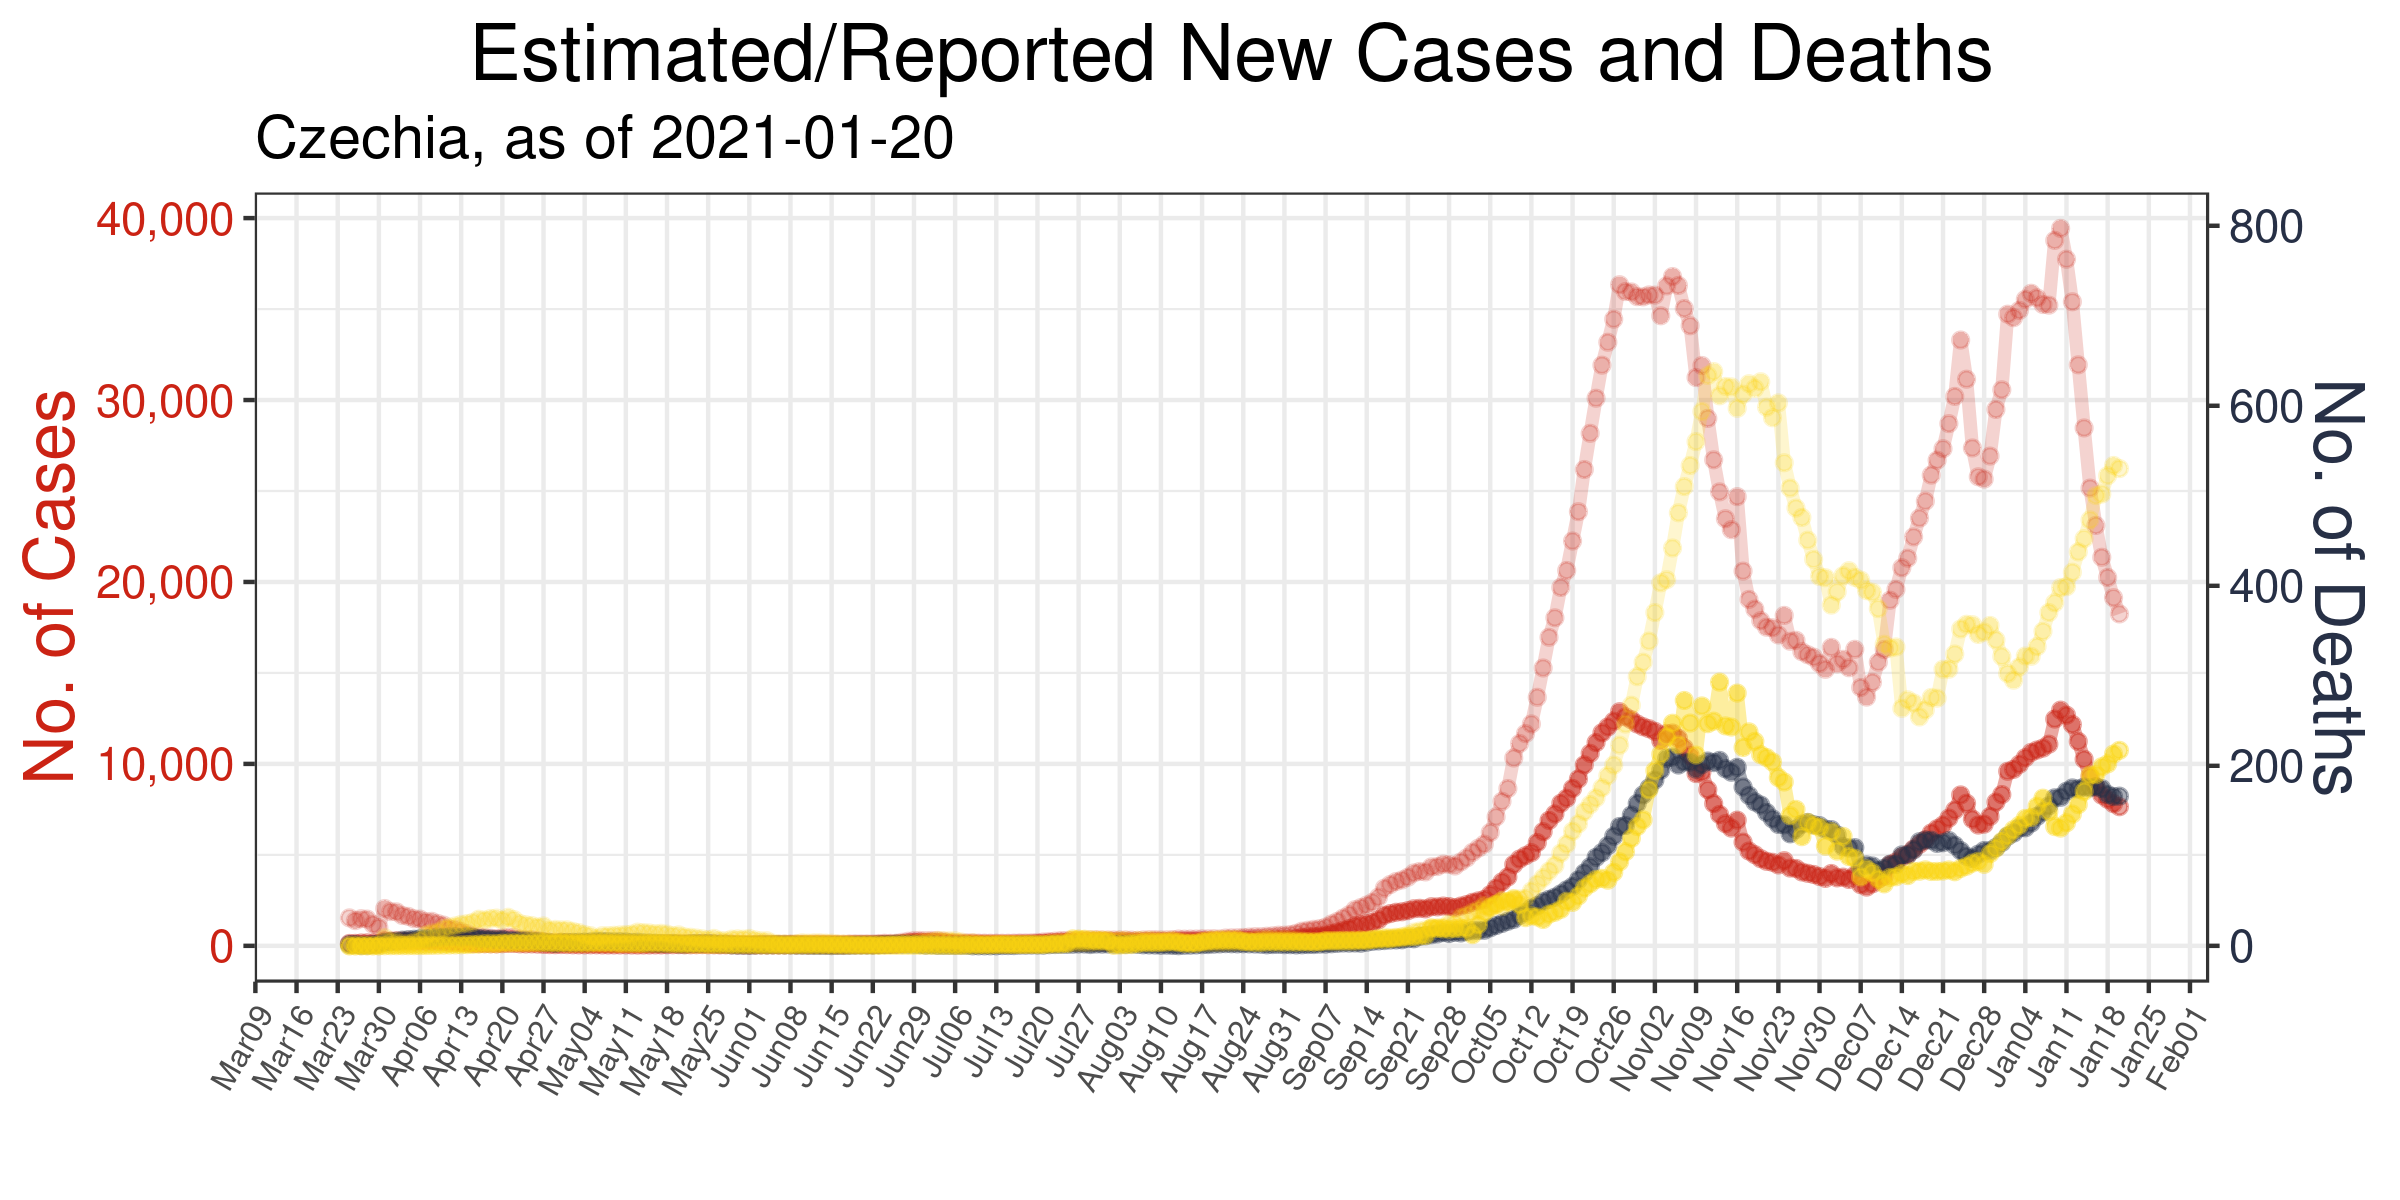 Estimated/Reported New Cases and Deaths
Czechia, as of 2021-01-20
No. of Cases
40,000
30,000
20,000
10,000
0
800
600
400
200
0
No. of Deaths
Mar09
Mar16
Mar23
Mar30
Apr06
Apr13
Apr20
Apr27
May04
May11
May18
May25
Jun01
Jun08
Jun15
Jun22
Jun29
Jul06
Jul13
Jul20
Jul27
Aug03
Aug10
Aug17
Aug24
Aug31
Sep07
Sep14
Sep21
Sep28
Oct05
Oct12
Oct19
Oct26
Nov02
Nov09
Nov16
Nov23
Nov30
Dec07
Dec14
Dec21
Dec28
Jan04
Jan11
Jan18
Jan25
Feb01